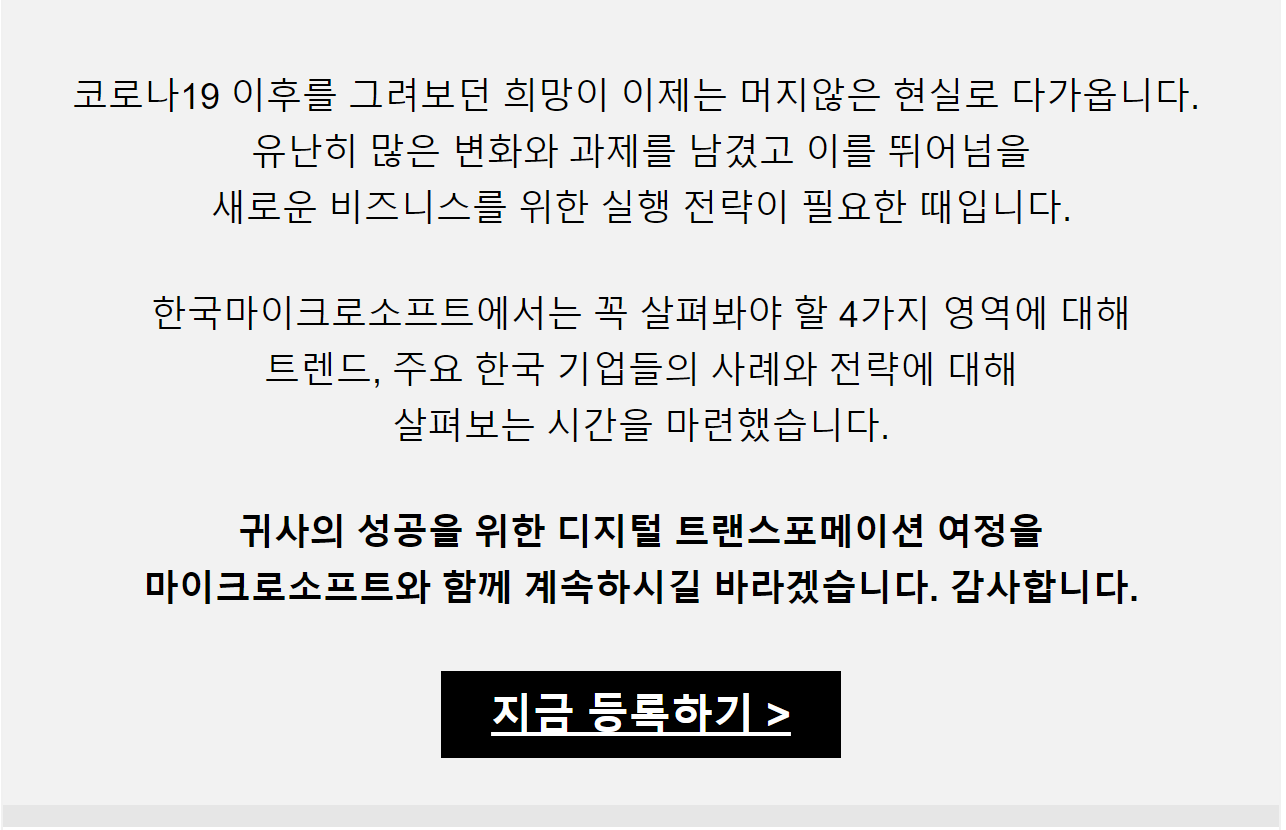 코로나19 이후를 그려보던 희망이 이제는 머지않은 현실로 다가옵니다.
유난히 많은 변화와 과제를 남겼고 이를 뛰어넘을
새로운 비즈니스를 위한 실행 전략이 필요한 때입니다.
한국마이크로소프트에서는 꼭 살펴봐야 할 4가지 영역에 대해
트렌드, 주요 한국 기업들의 사례와 전략에 대해
살펴보는 시간을 마련했습니다.
귀사의 성공을 위한 디지털 트랜스포메이션 여정을
마이크로소프트와 함께 계속하시길 바라겠습니다. 감사합니다.
지금 등록하기 >